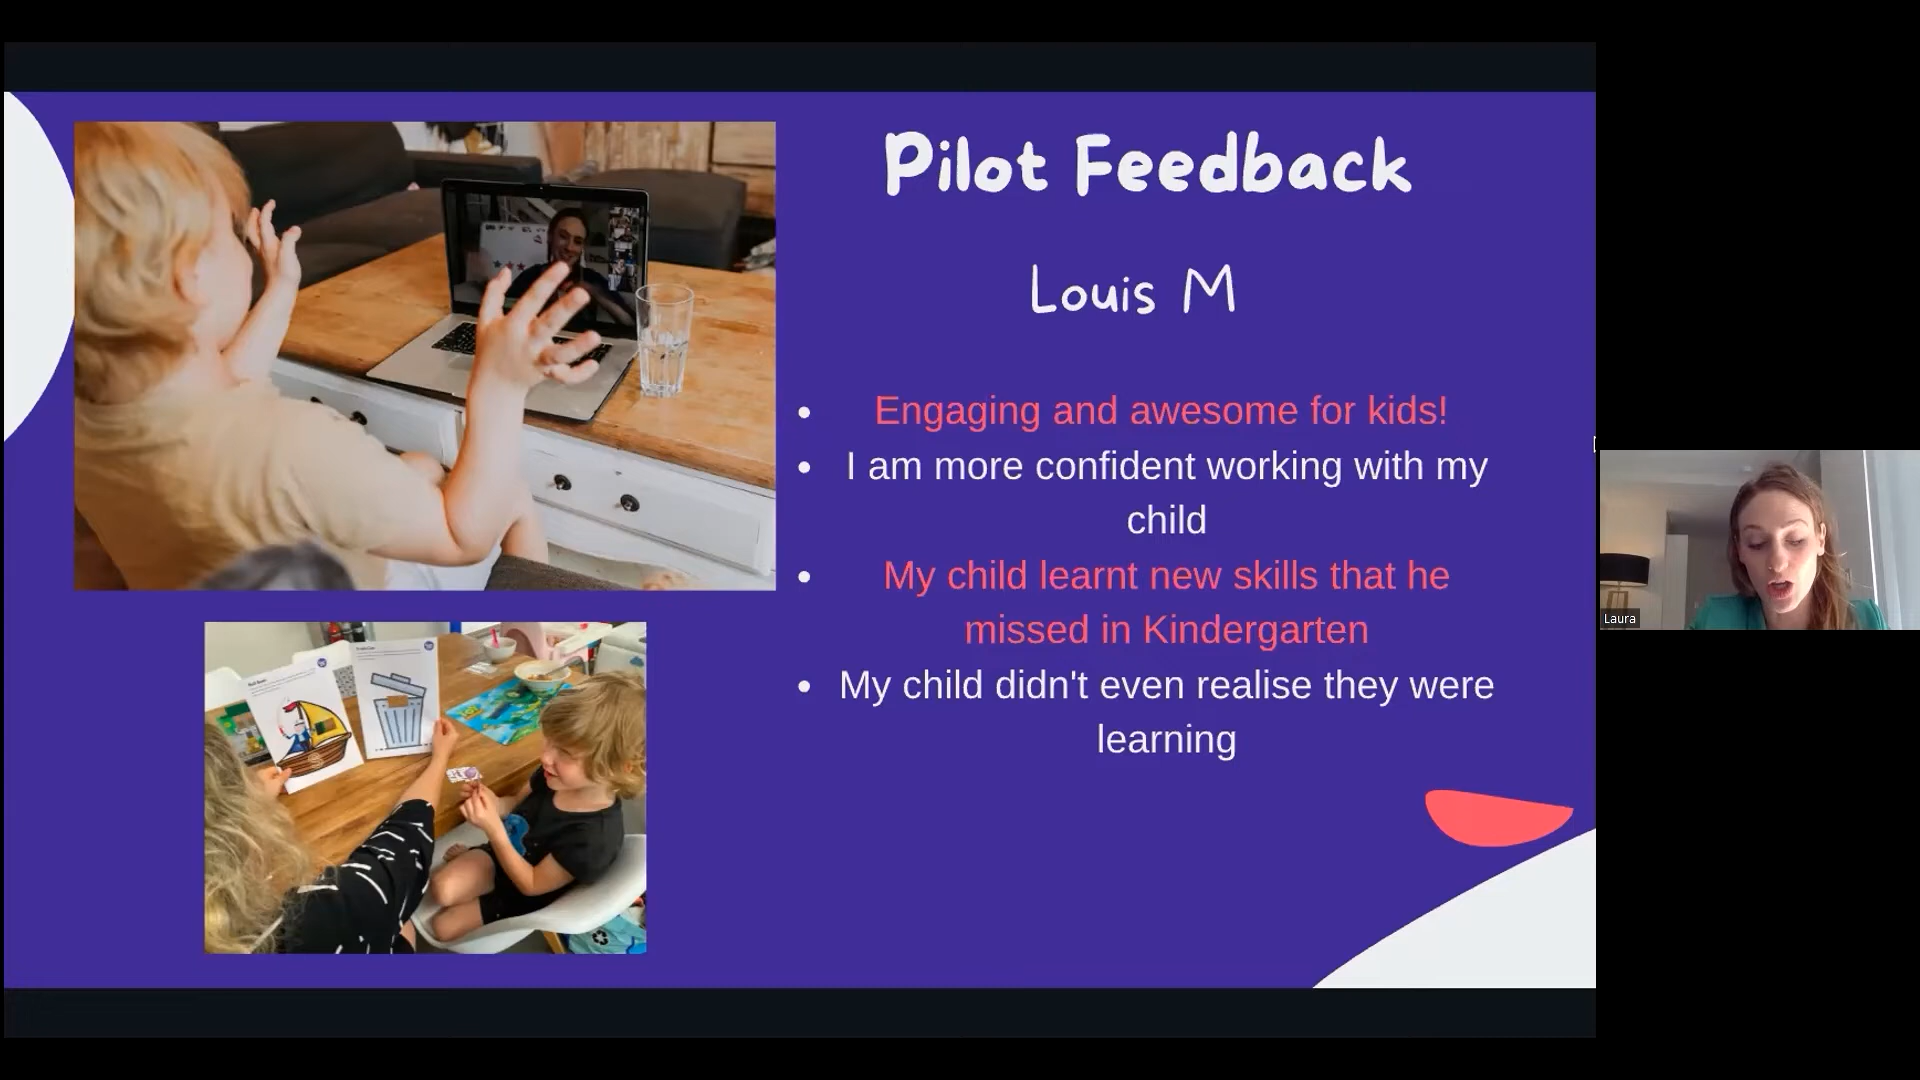 Pilot Feedback
Louis M
Engaging and awesome for kids!
I am more confident working with my
child
My child learnt new skills that he
missed in Kindergarten
My child didn't even realise they were
learning
Laura